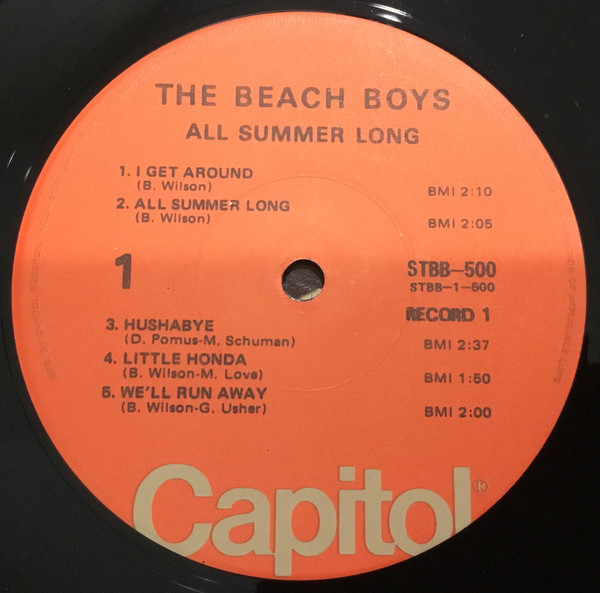 THE BEACH BOYS
ALL SUMMER LONG
1. I GET AROUND
(B. Wilson) BMI 2:10
2. ALL SUMMER LONG
(B. Wilson) BMI 2:05
1
STBB-500
STBB-1-500
RECORD 1
3. HUSHABYE
(D. Pomus-M. Schuman) BMI 2:37
4. LITTLE HONDA
(B. Wilson-M. Love) BMI 1:50
5. WE'LL RUN AWAY
(B. Wilson-G. Usher) BMI 2:00
Capitol